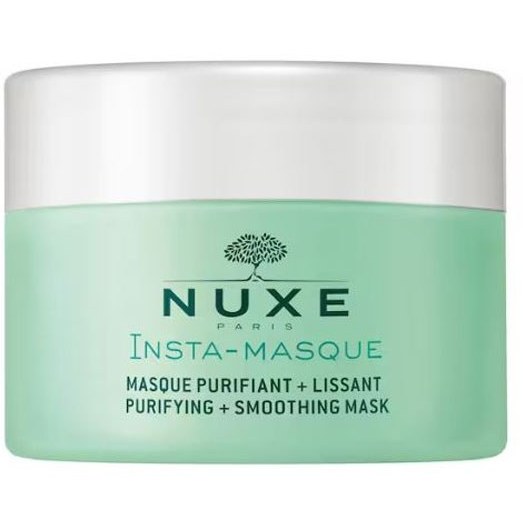 NUXE
PARIS
INSTA-MASQUE
MASQUE PURIFIANT + LISSANT
PURIFYING + SMOOTHING MASK